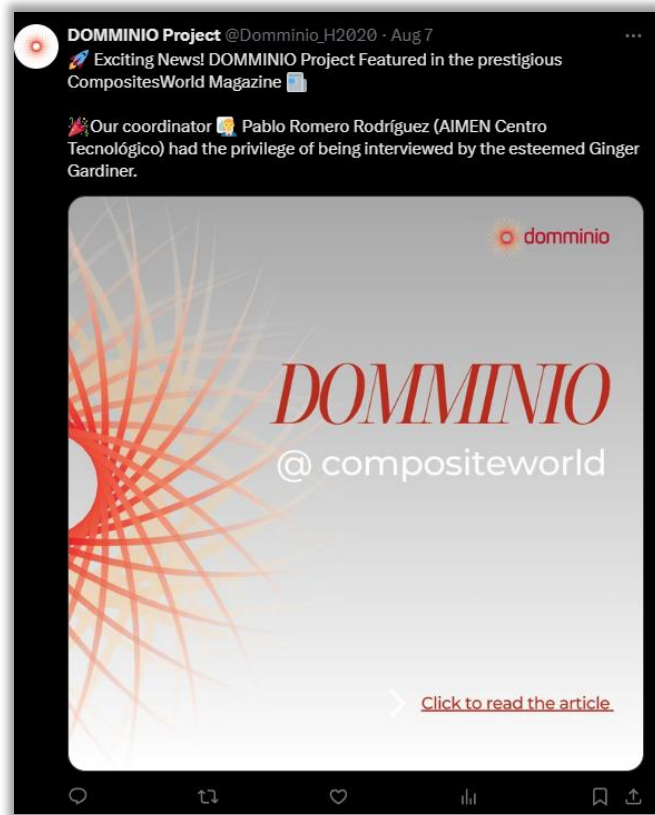 DOMMINIO Project @Domminio_H2020 · Aug 7
🚀 Exciting News! DOMMINIO Project Featured in the prestigious
CompositesWorld Magazine 📰
🎉Our coordinator 🧑‍🔬 Pablo Romero Rodríguez (AIMEN Centro
Tecnológico) had the privilege of being interviewed by the esteemed Ginger
Gardiner.
domminio
DOMMINIO
@ compositeworld
Click to read the article